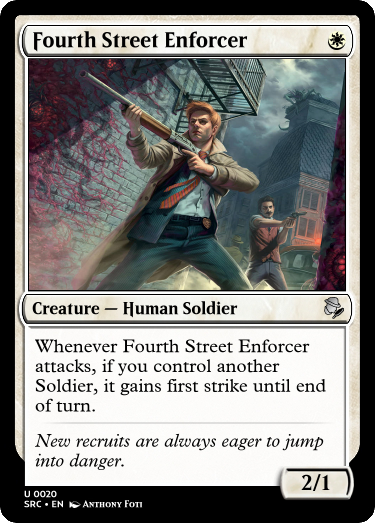 Fourth Street Enforcer
Creature — Human Soldier
Whenever Fourth Street Enforcer
attacks, if you control another
Soldier, it gains first strike until end
of turn.
New recruits are always eager to jump
into danger.
2/1
U 0020
SRC • EN Anthony Foti